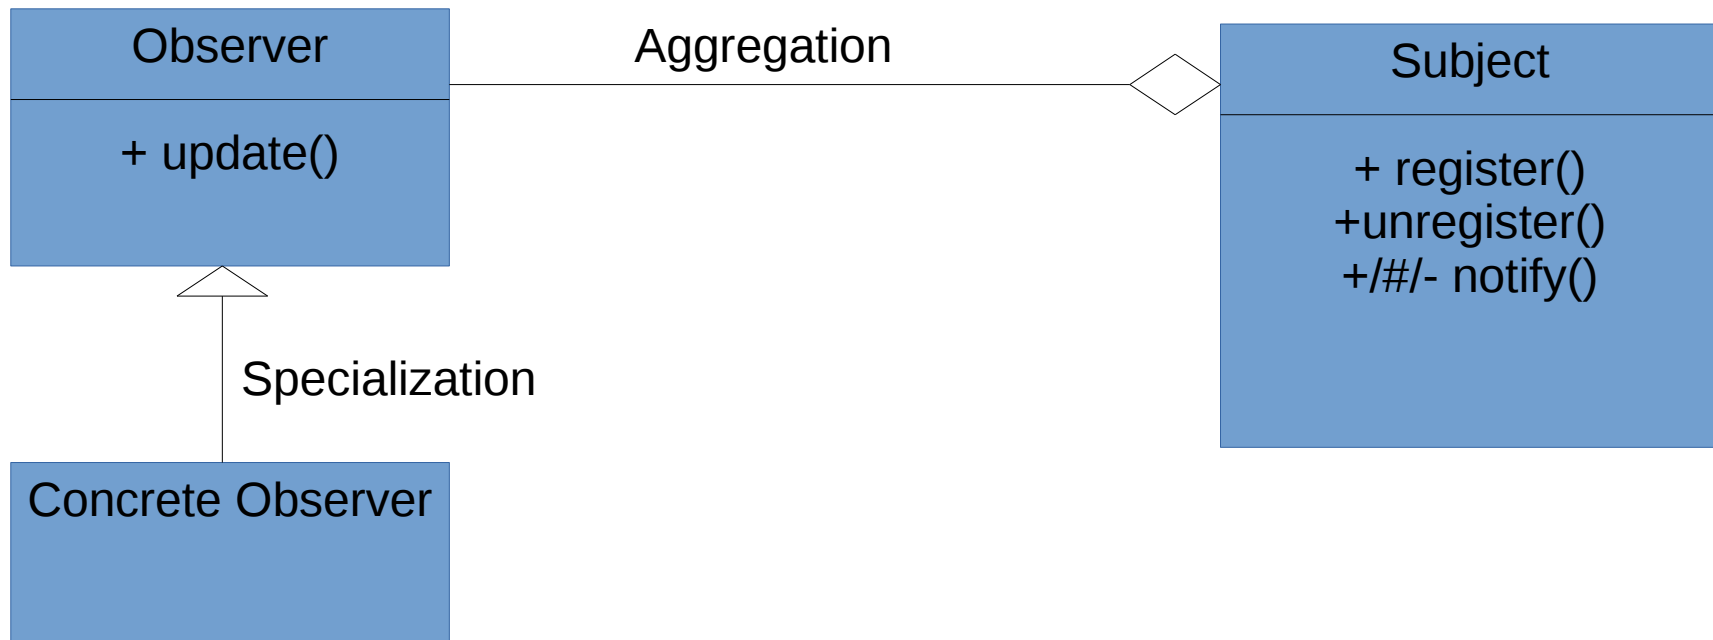 Observer
+ update()
Aggregation
Subject
+ register()
+unregister()
+/#/- notify()
Specialization
Concrete Observer